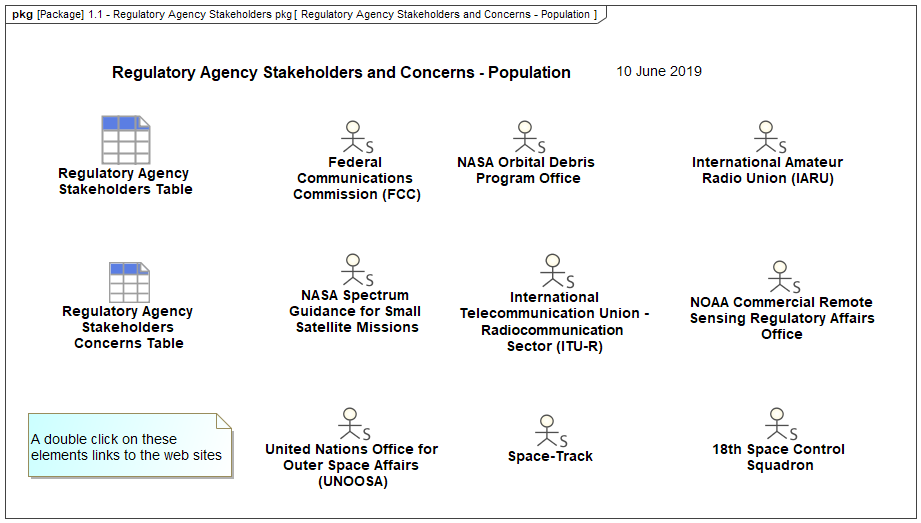 pkg [Package] 1.1 - Regulatory Agency Stakeholders pkg [ Regulatory Agency Stakeholders and Concerns - Population ]
Regulatory Agency Stakeholders and Concerns - Population
10 June 2019
Regulatory Agency
Stakeholders Table
S
Federal
Communications
Commission (FCC)
S
NASA Orbital Debris
Program Office
S
International Amateur
Radio Union (IARU)
Regulatory Agency
Stakeholders
Concerns Table
S
NASA Spectrum
Guidance for Small
Satellite Missions
S
International
Telecommunication Union -
Radiocommunication
Sector (ITU-R)
S
NOAA Commercial Remote
Sensing Regulatory Affairs
Office
A double click on these
elements links to the web sites
S
United Nations Office for
Outer Space Affairs
(UNOOSA)
S
Space-Track
S
18th Space Control
Squadron